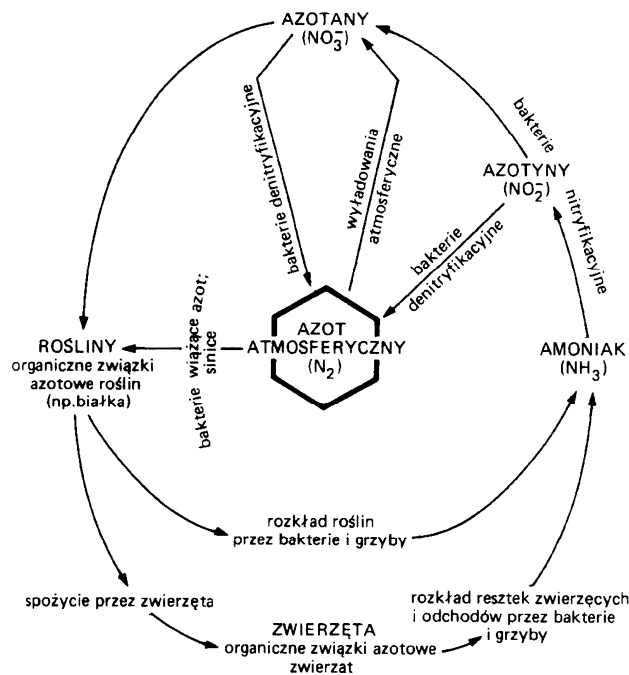 AZOTANY
(NO₃⁻)
bakterie denitryfikacyjne
wyładowania
atmosferyczne
bakterie
nitryfikacyjne
AZOTYNY
(NO₂⁻)
bakterie
denitryfikacyjne
AZOT
ATMOSFERYCZNY
(N₂)
bakterie wiążące azot;
sinice
ROŚLINY
organiczne związki
azotowe roślin
(np.białka)
AMONIAK
(NH₃)
rozkład roślin
przez bakterie i grzyby
spożycie przez zwierzęta
ZWIERZĘTA
organiczne związki azotowe
zwierzat
rozkład resztek zwierzęcych
i odchodów przez bakterie
i grzyby